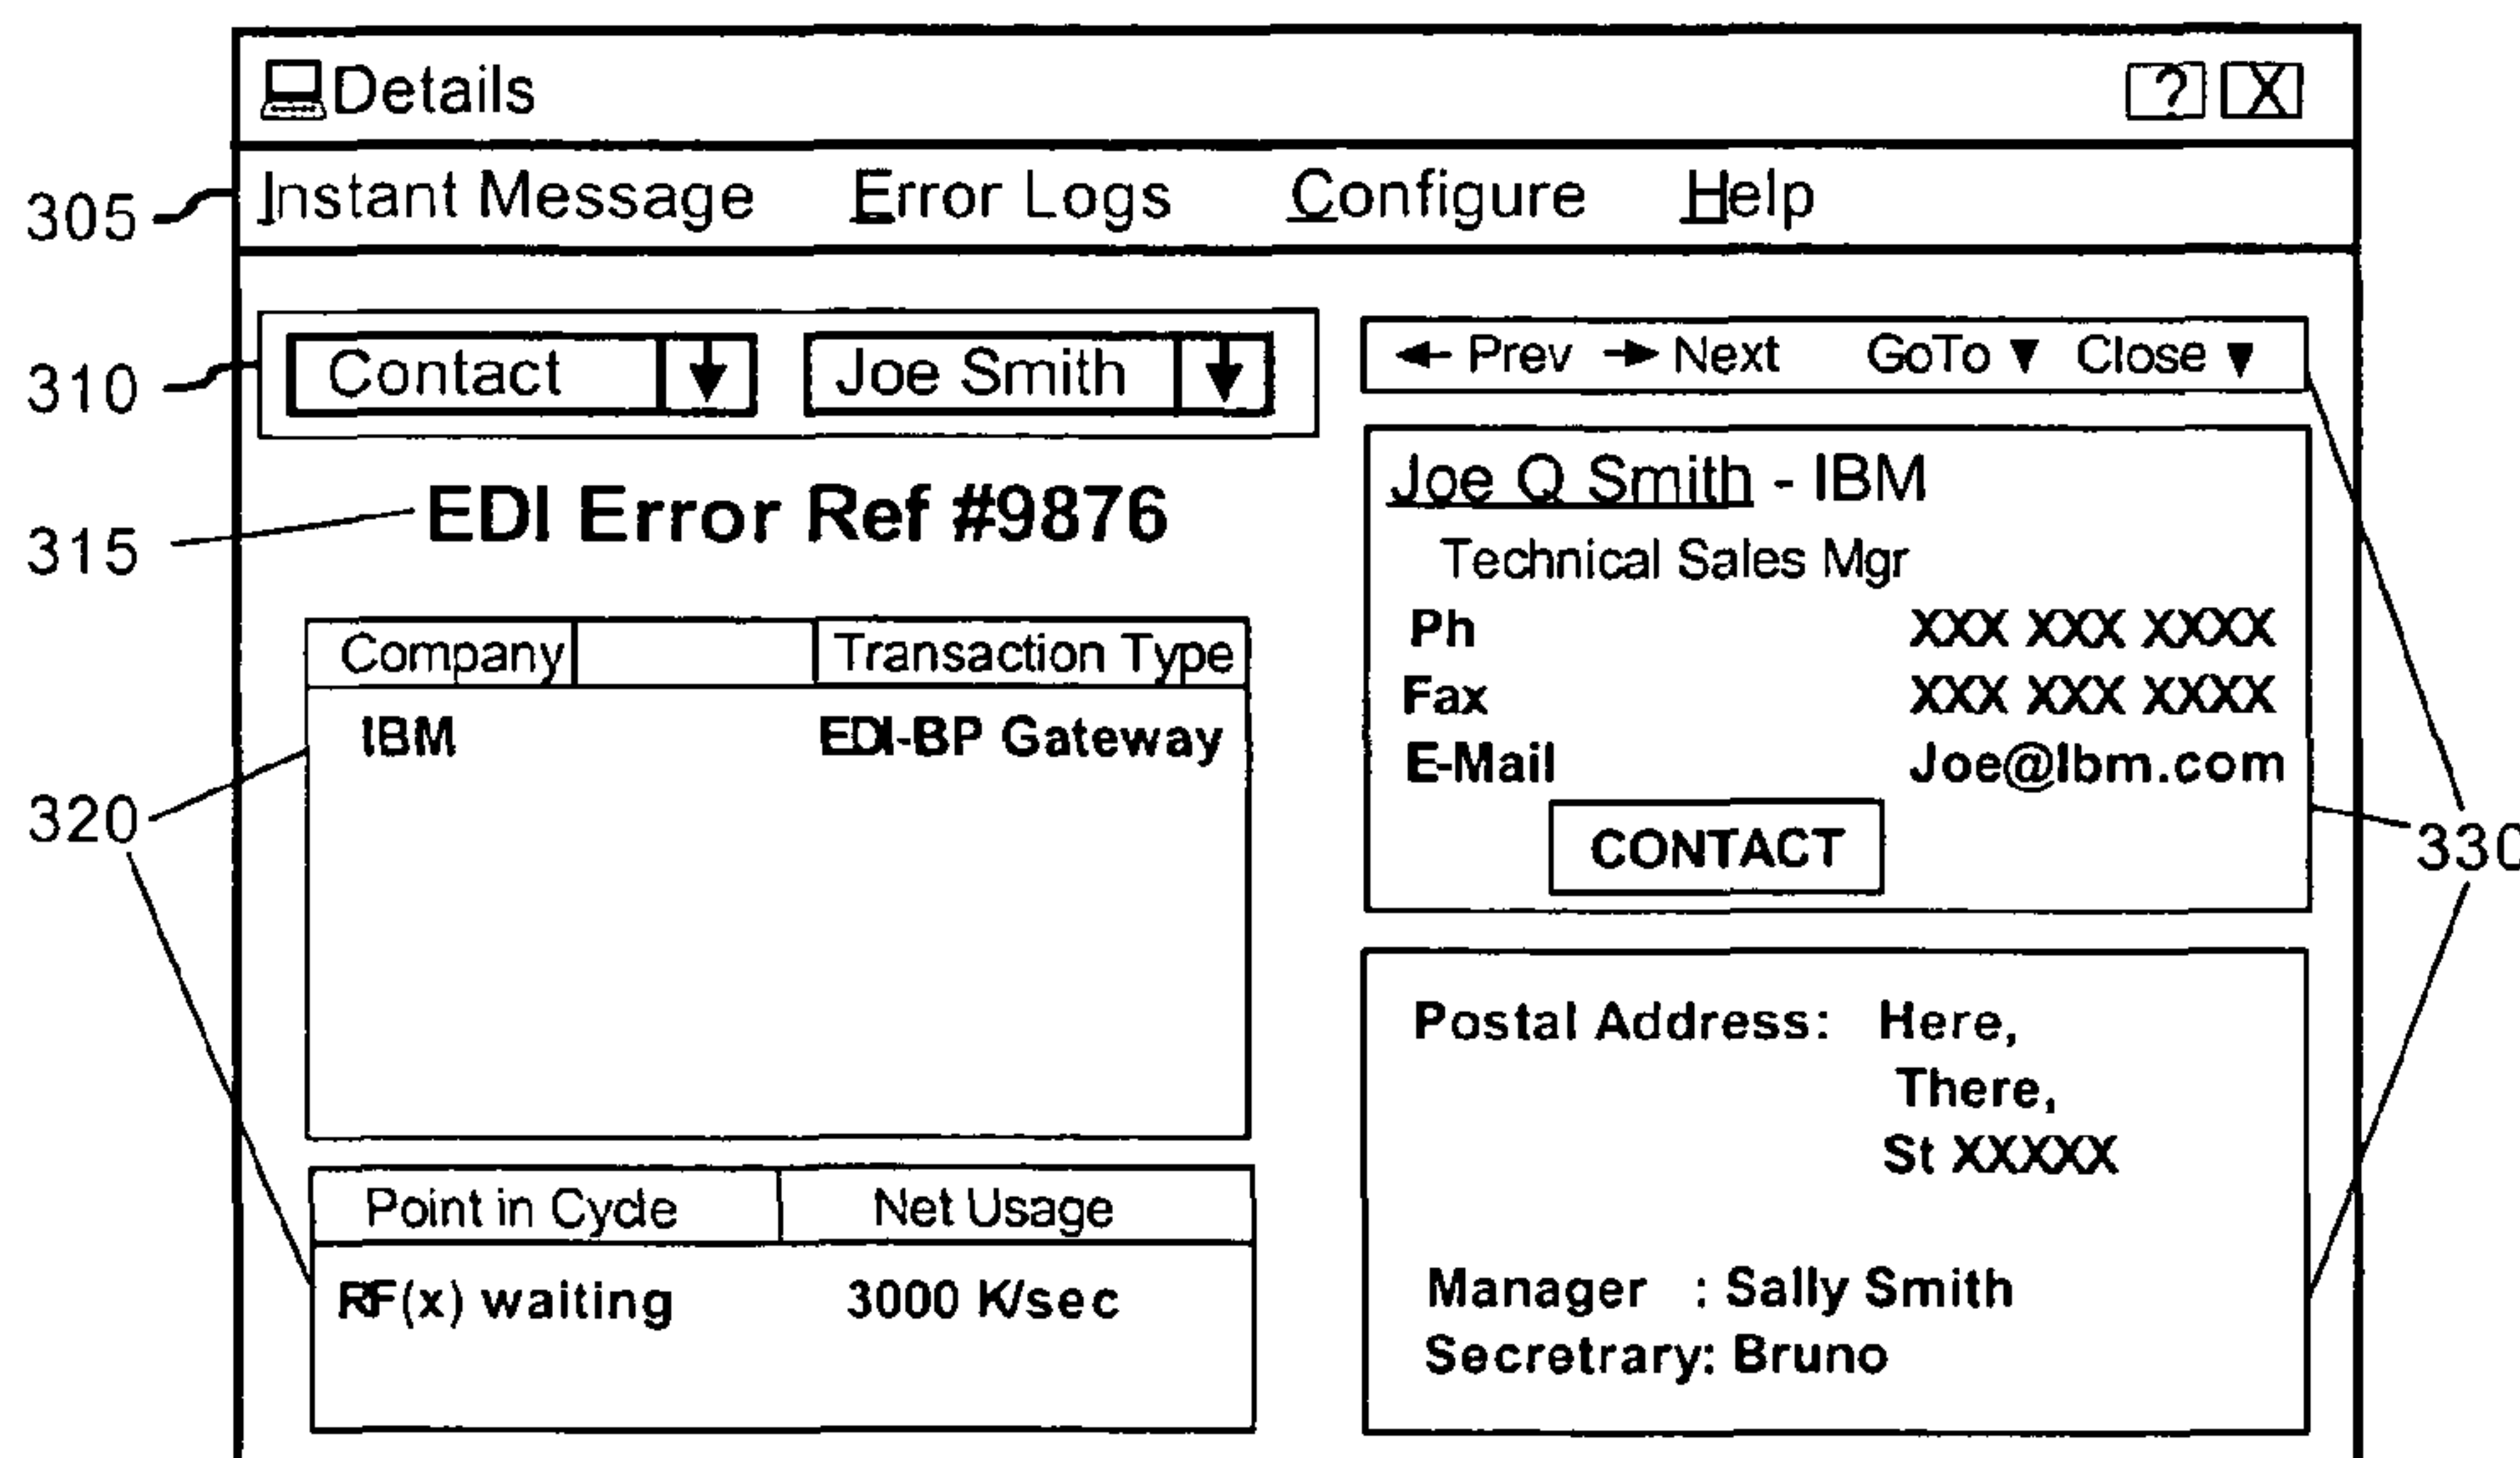 Details ? X
305 Instant Message Error Logs Configure Help
310 Contact Joe Smith
Prev Next GoTo Close
315 EDI Error Ref #9876
Joe Q Smith - IBM
Technical Sales Mgr
Ph XXX XXX XXXX
Fax XXX XXX XXXX
E-Mail Joe@Ibm.com
CONTACT
330
Company Transaction Type
IBM EDI-BP Gateway
320
Point in Cycle Net Usage
RF(x) waiting 3000 K/sec
Postal Address: Here,
There,
St XXXXX
Manager : Sally Smith
Secretrary: Bruno